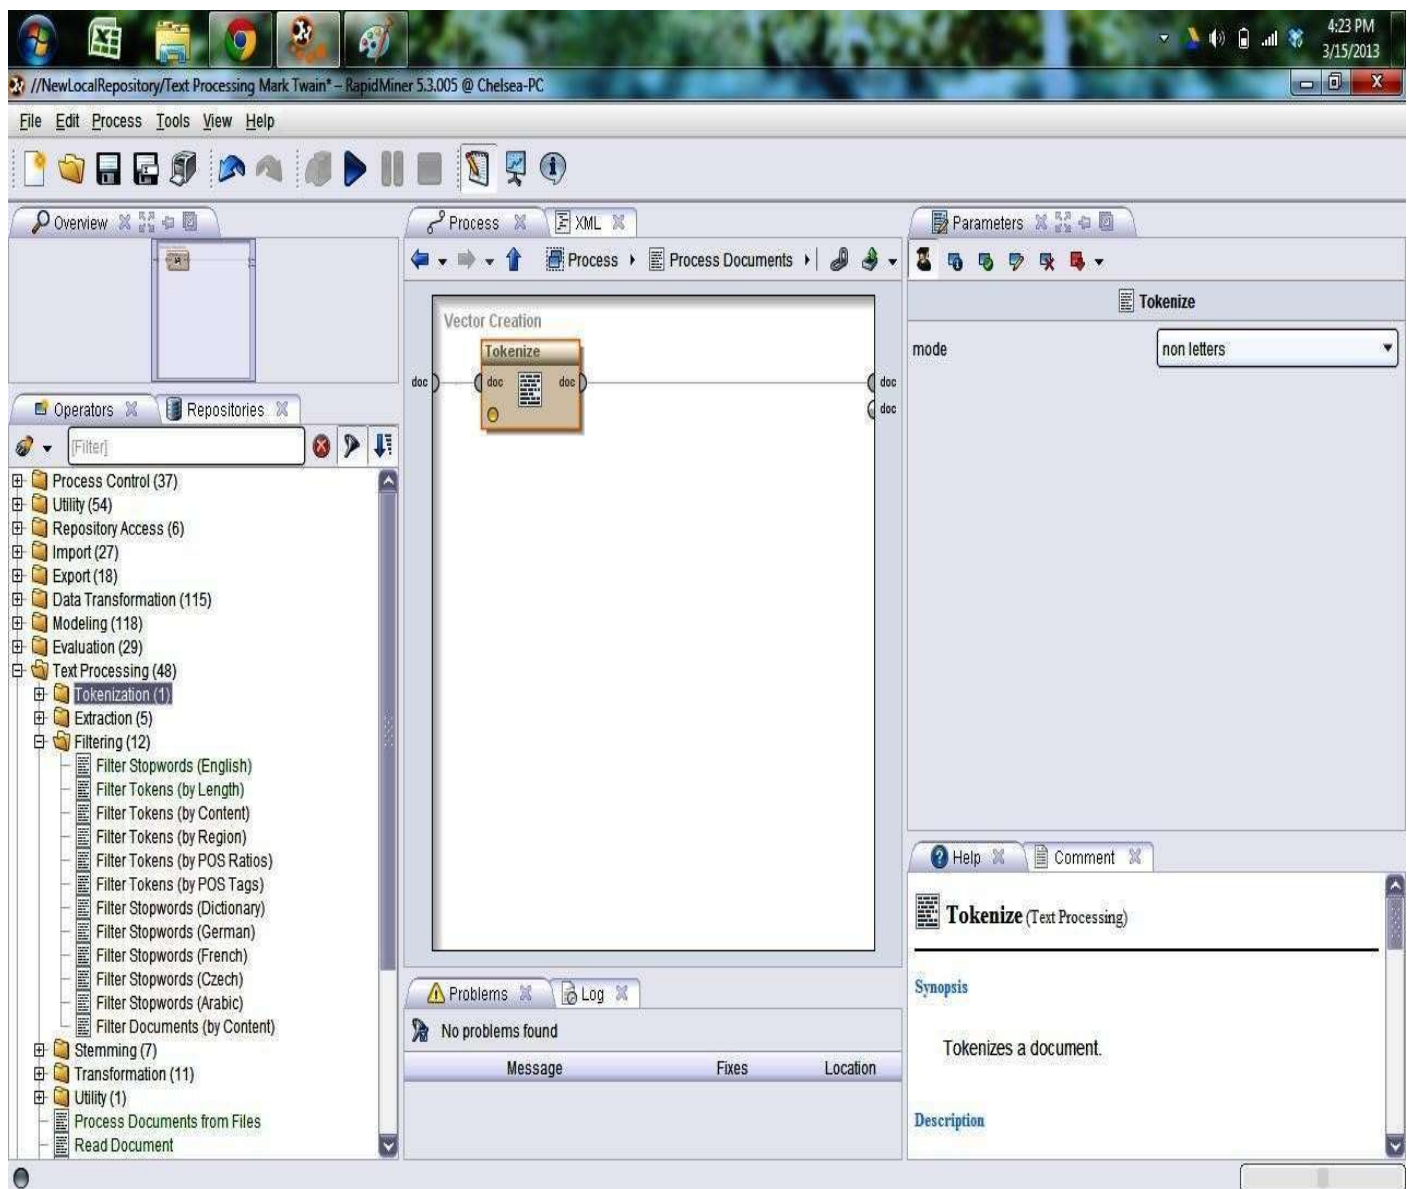 4:23 PM
3/15/2013
//NewLocalRepository/Text Processing Mark Twain* – RapidMiner 5.3.005 @ Chelsea-PC
File Edit Process Tools View Help
Overview
Operators Repositories
[Filter]
Process Control (37)
Utility (54)
Repository Access (6)
Import (27)
Export (18)
Data Transformation (115)
Modeling (118)
Evaluation (29)
Text Processing (48)
Tokenization (1)
Extraction (5)
Filtering (12)
Filter Stopwords (English)
Filter Tokens (by Length)
Filter Tokens (by Content)
Filter Tokens (by Region)
Filter Tokens (by POS Ratios)
Filter Tokens (by POS Tags)
Filter Stopwords (Dictionary)
Filter Stopwords (German)
Filter Stopwords (French)
Filter Stopwords (Czech)
Filter Stopwords (Arabic)
Filter Documents (by Content)
Stemming (7)
Transformation (11)
Utility (1)
Process Documents from Files
Read Document
Process XML
Process Process Documents
Vector Creation
Tokenize
doc doc doc doc
doc
Problems Log
No problems found
Message Fixes Location
Parameters
Tokenize
mode non letters
Help Comment
Tokenize (Text Processing)
Synopsis
Tokenizes a document.
Description